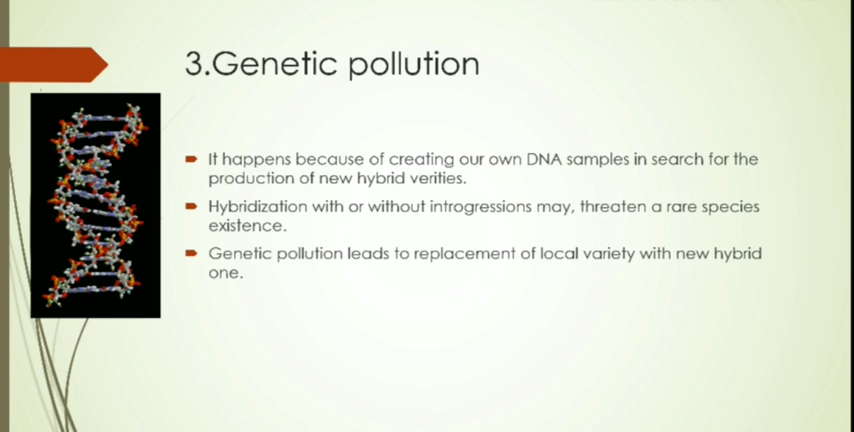 3.Genetic pollution
It happens because of creating our own DNA samples in search for the
production of new hybrid verities.
Hybridization with or without introgressions may, threaten a rare species
existence.
Genetic pollution leads to replacement of local variety with new hybrid
one.